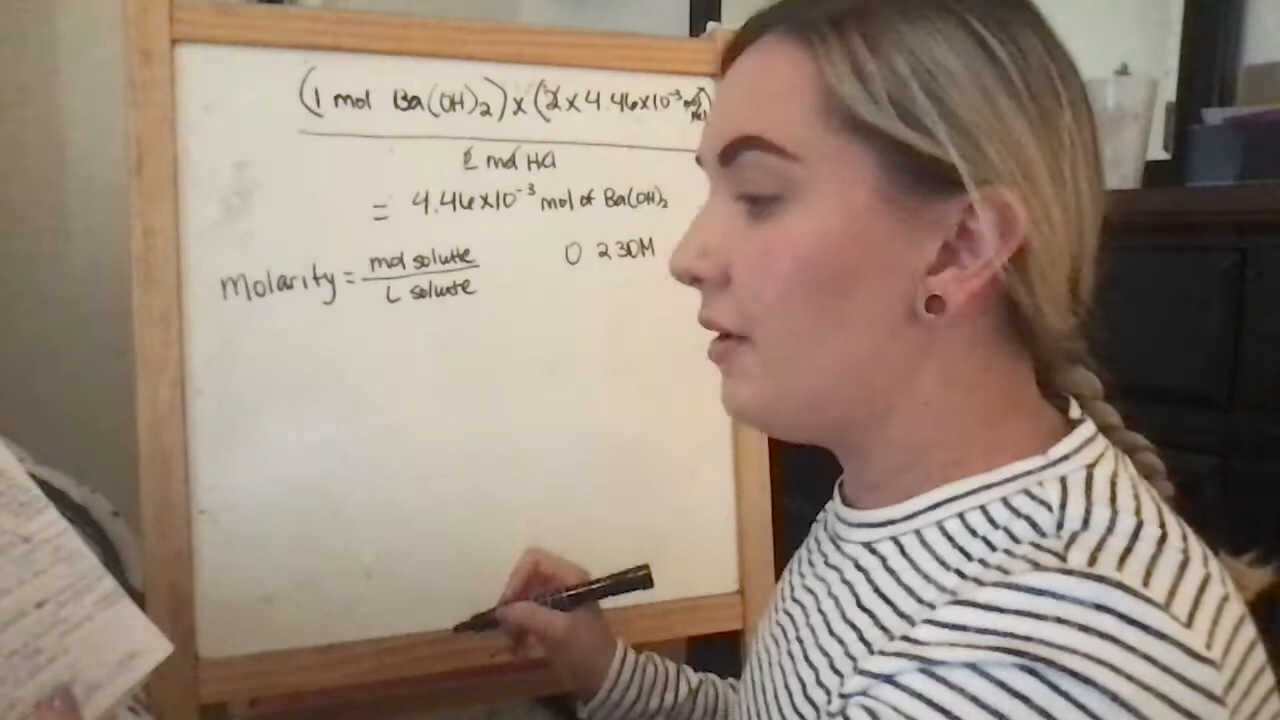 (1 mol Ba(OH)2) x (2 x 4.46x10-3 mol HCl)
2 mol HCl
= 4.46x10-3 mol of Ba(OH)2
Molarity = mol solute
L solute
0 230M